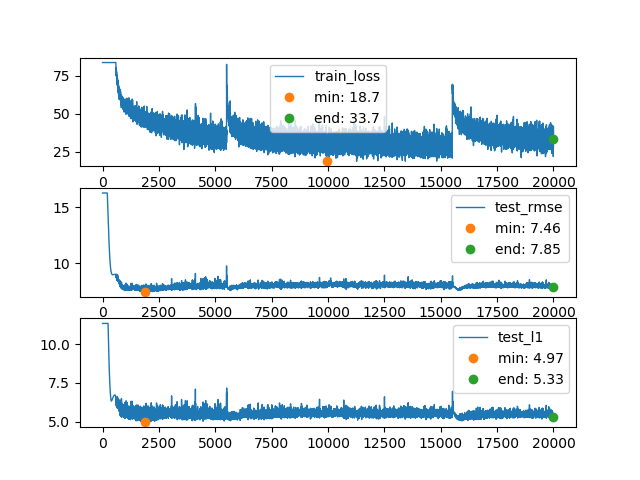 75
50
25
train_loss
min: 18.7
end: 33.7
0 2500 5000 7500 10000 12500 15000 17500 20000
15
10
test_rmse
min: 7.46
end: 7.85
0 2500 5000 7500 10000 12500 15000 17500 20000
10.0
7.5
5.0
test_l1
min: 4.97
end: 5.33
0 2500 5000 7500 10000 12500 15000 17500 20000